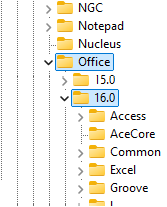 NGC
Notepad
Nucleus
Office
15.0
16.0
Access
AceCore
Common
Excel
Groove